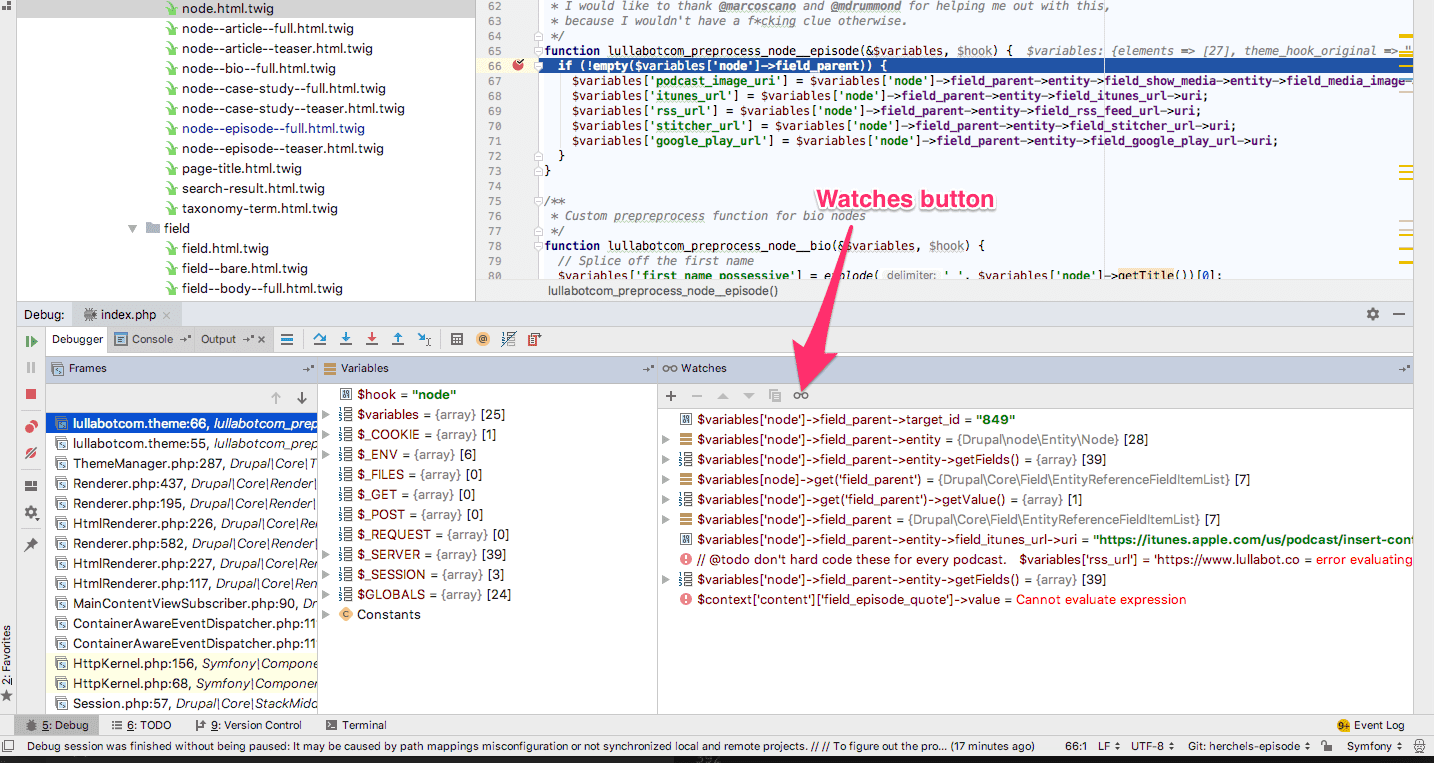 node.html.twig
node--article--full.html.twig
node--article--teaser.html.twig
node--bio--full.html.twig
node--case-study--full.html.twig
node--case-study--teaser.html.twig
node--episode--full.html.twig
node--episode--teaser.html.twig
page-title.html.twig
search-result.html.twig
taxonomy-term.html.twig
field
field.html.twig
field--bare.html.twig
field--body--full.html.twig
62 * I would like to thank @marcoscano and @mdrummond for helping me out with this,
63 * because I wouldn't have a f*cking clue otherwise.
64 */
65 function lullabotcom_preprocess_node__episode(&$variables, $hook) { $variables: {elements => [27], theme_hook_original => "
66 if (!empty($variables['node']->field_parent)) {
67 $variables['podcast_image_uri'] = $variables['node']->field_parent->entity->field_show_media->entity->field_media_image
68 $variables['itunes_url'] = $variables['node']->field_parent->entity->field_itunes_url->uri;
69 $variables['rss_url'] = $variables['node']->field_parent->entity->field_rss_feed_url->uri;
70 $variables['stitcher_url'] = $variables['node']->field_parent->entity->field_stitcher_url->uri;
71 $variables['google_play_url'] = $variables['node']->field_parent->entity->field_google_play_url->uri;
72 }
73 }
74
75 /**
76 * Custom prepreprocess function for bio nodes
77 */
78 function lullabotcom_preprocess_node__bio(&$variables, $hook) {
79 // Splice off the first name
80 $variables['first_name_possessive'] = explode( delimiter: ' ', $variables['node']->getTitle())[0];
lullabotcom_preprocess_node__episode()
Watches button
Debug: index.php
Debugger Console Output
Frames
lullabotcom.theme:66, lullabotcom_prep
lullabotcom.theme:55, lullabotcom_prep
ThemeManager.php:287, Drupal\Core\T
Renderer.php:437, Drupal\Core\Render\
Renderer.php:195, Drupal\Core\Render\
HtmlRenderer.php:226, Drupal\Core\Re
Renderer.php:582, Drupal\Core\Render\
HtmlRenderer.php:227, Drupal\Core\Re
HtmlRenderer.php:117, Drupal\Core\Re
MainContentViewSubscriber.php:90, D
ContainerAwareEventDispatcher.php:11
ContainerAwareEventDispatcher.php:11
HttpKernel.php:156, Symfony\Compone
HttpKernel.php:68, Symfony\Compone
Session.php:57, Drupal\Core\StackMidd
Variables
$hook = "node"
$variables = {array} [25]
$_COOKIE = {array} [1]
$_ENV = {array} [6]
$_FILES = {array} [0]
$_GET = {array} [0]
$_POST = {array} [0]
$_REQUEST = {array} [0]
$_SERVER = {array} [39]
$_SESSION = {array} [3]
$GLOBALS = {array} [24]
C Constants
Watches
$variables['node']->field_parent->target_id = "849"
$variables['node']->field_parent->entity = {Drupal\node\Entity\Node} [28]
$variables['node']->field_parent->entity->getFields() = {array} [39]
$variables[node]->get('field_parent') = {Drupal\Core\Field\EntityReferenceFieldItemList} [7]
$variables['node']->get('field_parent')->getValue() = {array} [1]
$variables['node']->field_parent = {Drupal\Core\Field\EntityReferenceFieldItemList} [7]
$variables['node']->field_parent->entity->field_itunes_url->uri = "https://itunes.apple.com/us/podcast/insert-cont
// @todo don't hard code these for every podcast. $variables['rss_url'] = 'https://www.lullabot.co = error evaluating
$variables['node']->field_parent->entity->getFields() = {array} [39]
$context['content']['field_episode_quote']->value = Cannot evaluate expression
2: Favorites
5: Debug 6: TODO 9: Version Control Terminal 9+ Event Log
Debug session was finished without being paused: It may be caused by path mappings misconfiguration or not synchronized local and remote projects. // // To figure out the pro... (17 minutes ago) 66:1 LF UTF-8 Git: herchels-episode Symfony